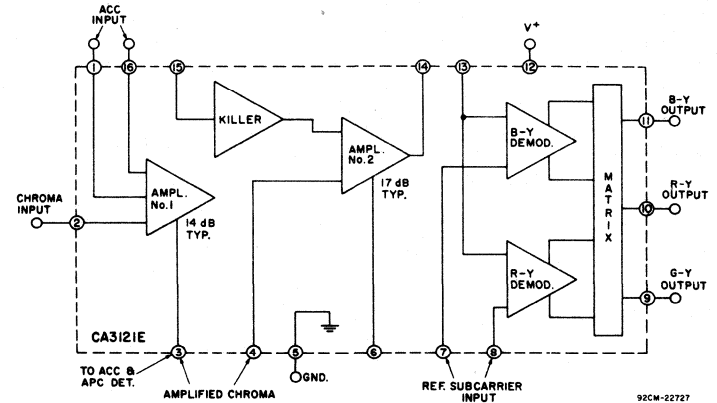 ACC
INPUT
V+
1
16
15
14
13
12
B-Y
OUTPUT
11
KILLER
B-Y
DEMOD.
AMPL.
No.2
MATRIX
17 dB
TYP.
AMPL.
No.1
R-Y
OUTPUT
10
CHROMA
INPUT
2
14 dB
TYP.
R-Y
DEMOD.
G-Y
OUTPUT
9
CA3121E
3
4
5
6
7
8
TO ACC &
APC DET.
AMPLIFIED CHROMA
GND.
REF. SUBCARRIER
INPUT
92CM-22727